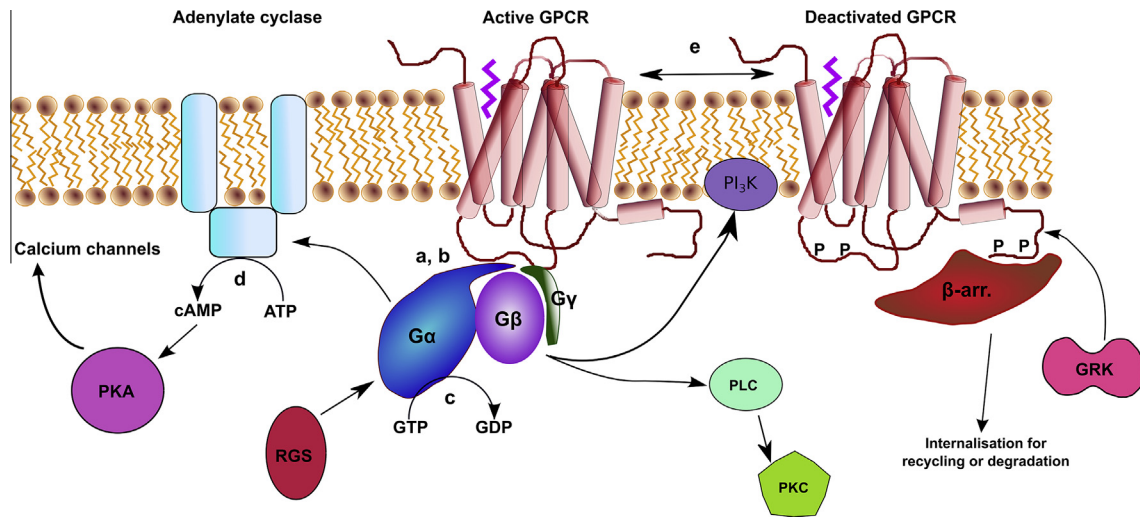 Adenylate cyclase
Active GPCR
Deactivated GPCR
e
PI3K
Calcium channels
a, b
P P
P P
d
Gγ
β-arr.
cAMP
ATP
Gα
Gβ
GRK
PKA
c
PLC
GTP
GDP
RGS
Internalisation for
recycling or degradation
PKC